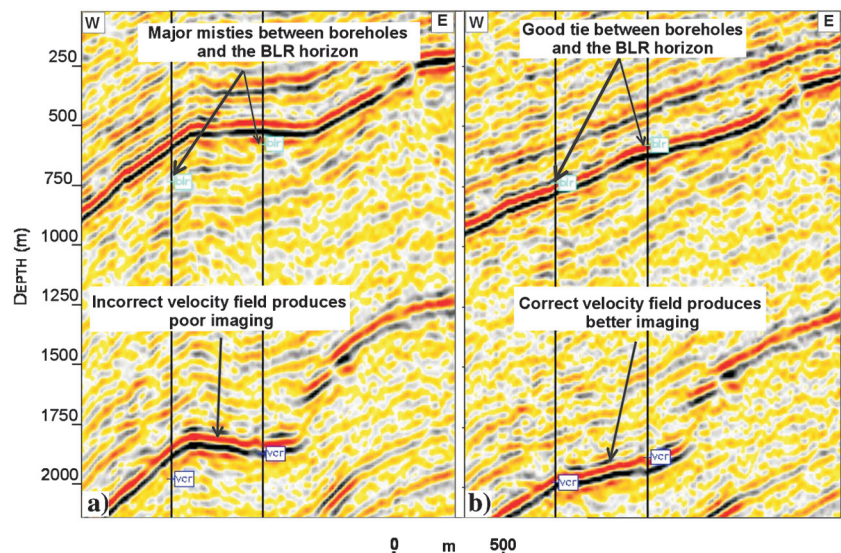 W
E
Major misties between boreholes
and the BLR horizon
blr
blr
Incorrect velocity field produces
poor imaging
vcr
vcr
a)
W
E
Good tie between boreholes
and the BLR horizon
blr
blr
Correct velocity field produces
better imaging
vcr
vcr
b)
DEPTH (m)
250
500
750
1000
1250
1500
1750
2000
0 m 500